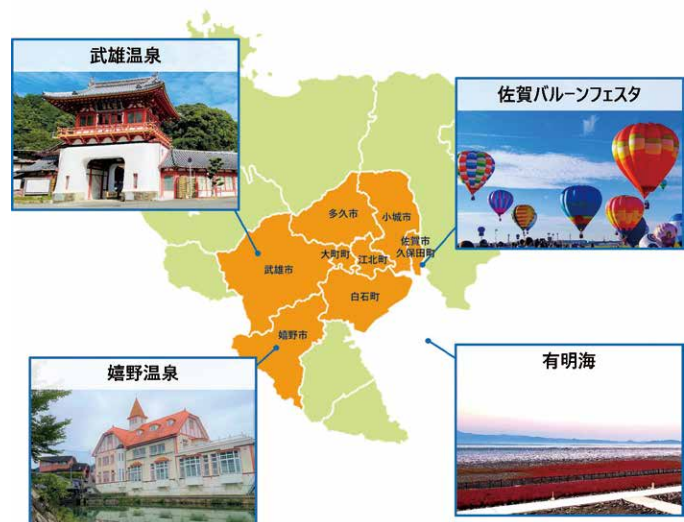 武雄温泉
佐賀バルーンフェスタ
多久市
小城市
佐賀市
久保田町
大町町
江北町
武雄市
白石町
嬉野市
嬉野温泉
有明海